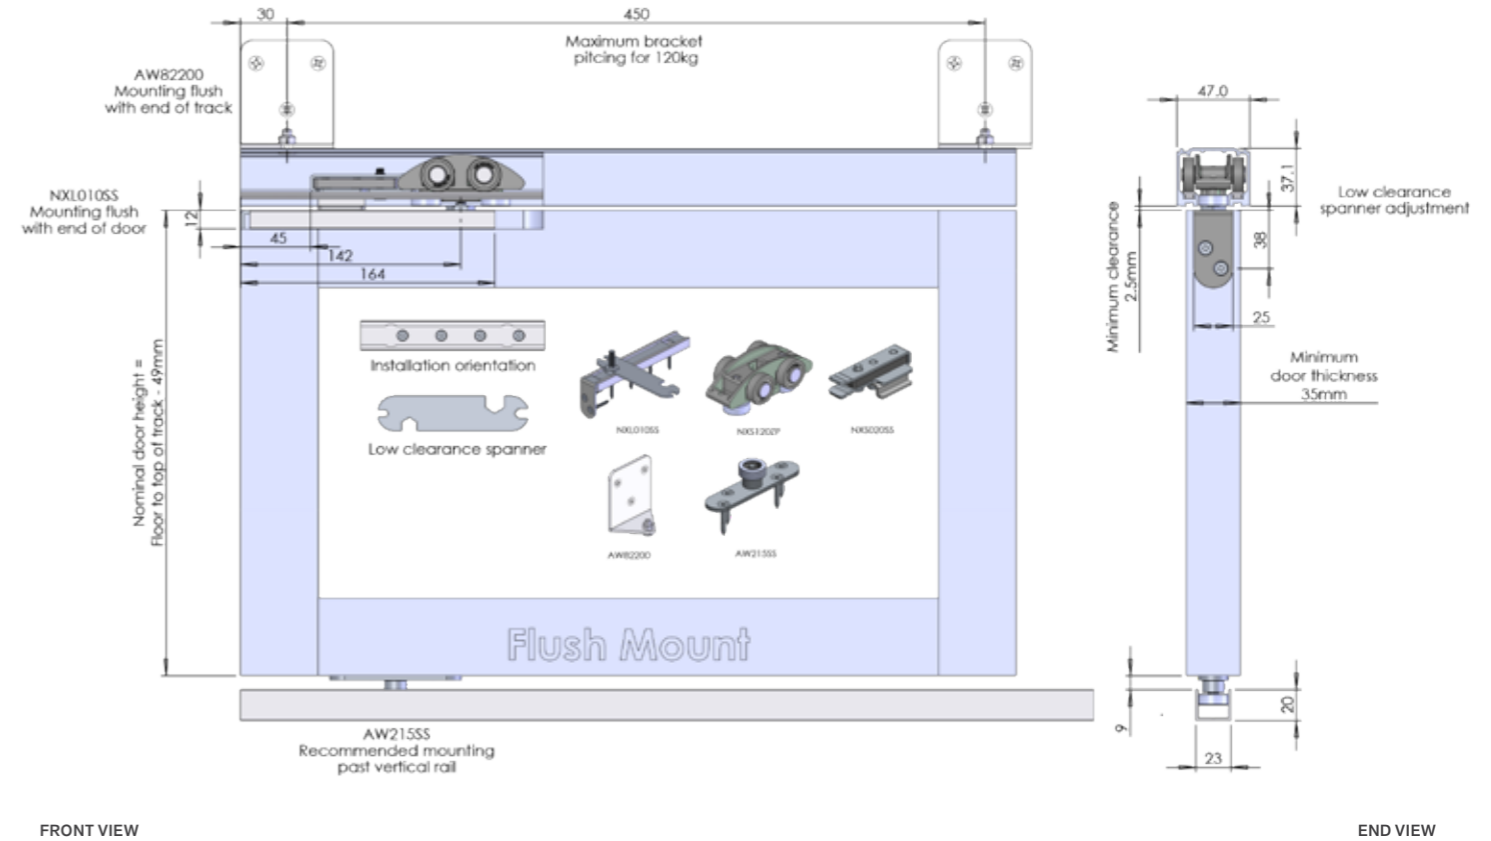 30
450
Maximum bracket
pitcing for 120kg
AW82200
Mounting flush
with end of track
47.0
37.1
NXL010SS
Mounting flush
with end of door
12
45
142
164
Low clearance
spanner adjustment
Minimum clearance
2.5mm
38
25
Minimum
door thickness
35mm
Installation orientation
Low clearance spanner
NXL010SS
NXS120ZP
NXS020SS
AW82200
AW215SS
Nominal door height =
Floor to top of track - 49mm
Flush Mount
9
20
23
AW215SS
Recommended mounting
past vertical rail
FRONT VIEW
END VIEW